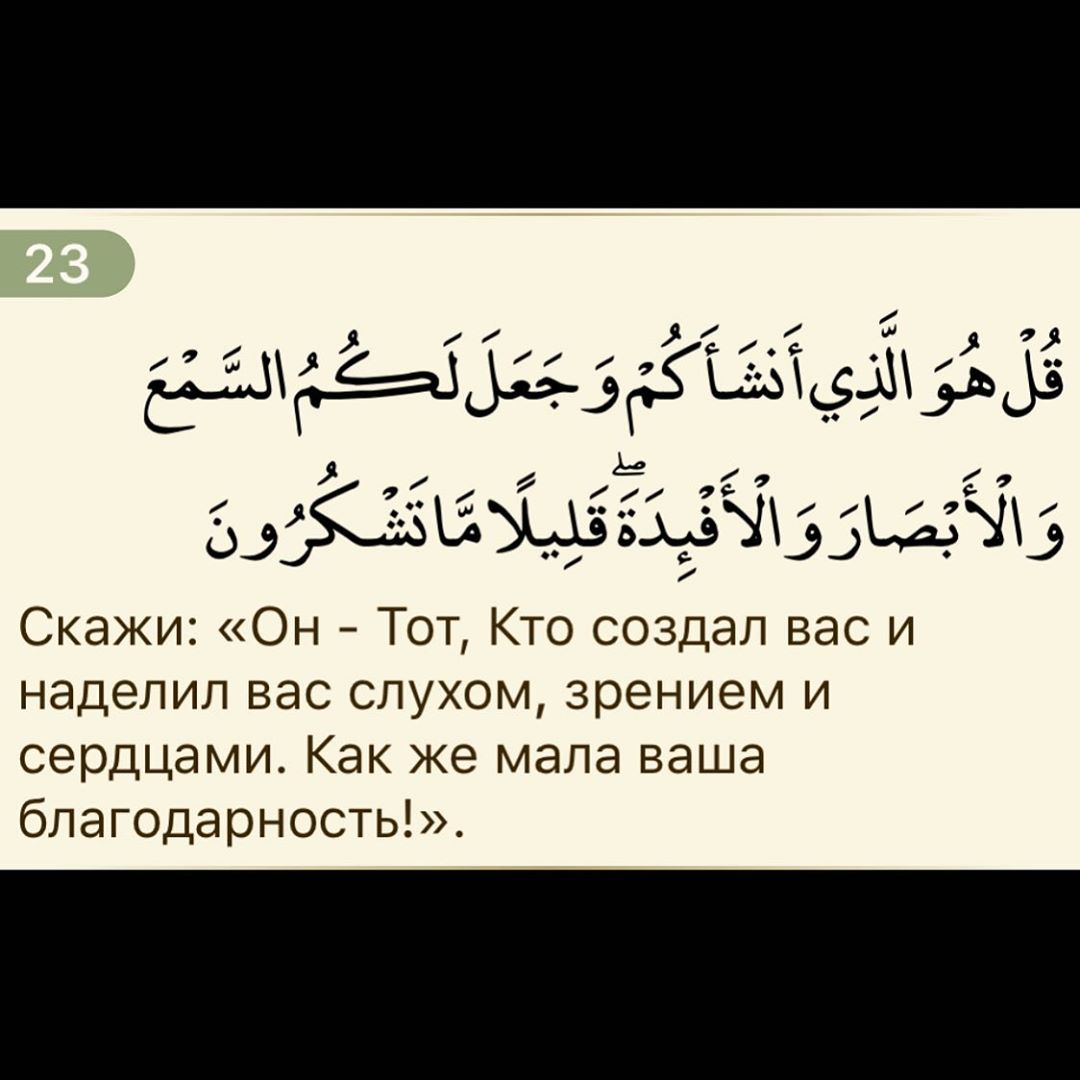 23
قُلْ هُوَ الَّذِي أَنشَأَكُمْ وَجَعَلَ لَكُمُ السَّمْعَ
وَالْأَبْصَارَ وَالْأَفْئِدَةَ ۖ قَلِيلًا مَّا تَشْكُرُونَ
Скажи: «Он - Тот, Кто создал вас и
наделил вас слухом, зрением и
сердцами. Как же мала ваша
благодарность!».